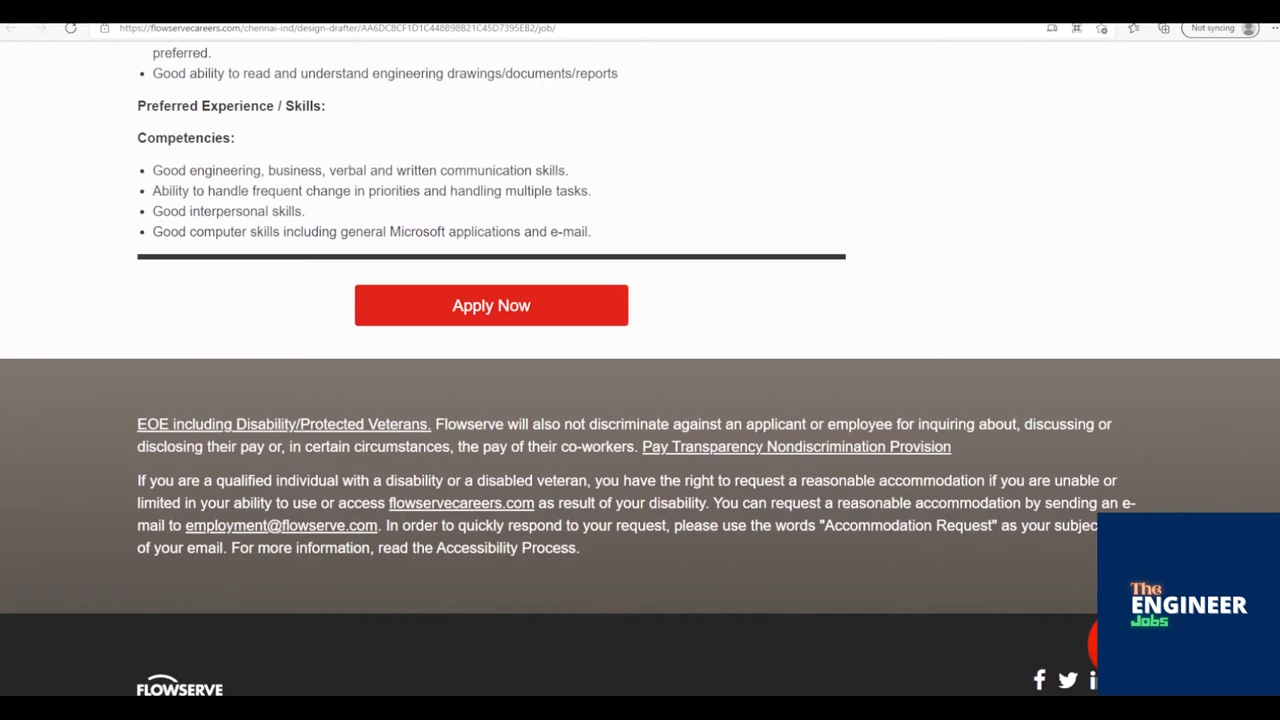 https://flowservecareers.com/chennai-ind/design-drafter/AA6DC8CF1D1C448B98B21C45D7395EB2/job/
Not syncing
preferred.
• Good ability to read and understand engineering drawings/documents/reports
Preferred Experience / Skills:
Competencies:
• Good engineering, business, verbal and written communication skills.
• Ability to handle frequent change in priorities and handling multiple tasks.
• Good interpersonal skills.
• Good computer skills including general Microsoft applications and e-mail.
Apply Now
EOE including Disability/Protected Veterans. Flowserve will also not discriminate against an applicant or employee for inquiring about, discussing or
disclosing their pay or, in certain circumstances, the pay of their co-workers. Pay Transparency Nondiscrimination Provision
If you are a qualified individual with a disability or a disabled veteran, you have the right to request a reasonable accommodation if you are unable or
limited in your ability to use or access flowservecareers.com as result of your disability. You can request a reasonable accommodation by sending an e-
mail to employment@flowserve.com. In order to quickly respond to your request, please use the words "Accommodation Request" as your subjec
of your email. For more information, read the Accessibility Process.
The
ENGINEER
Jobs
FLOWSERVE